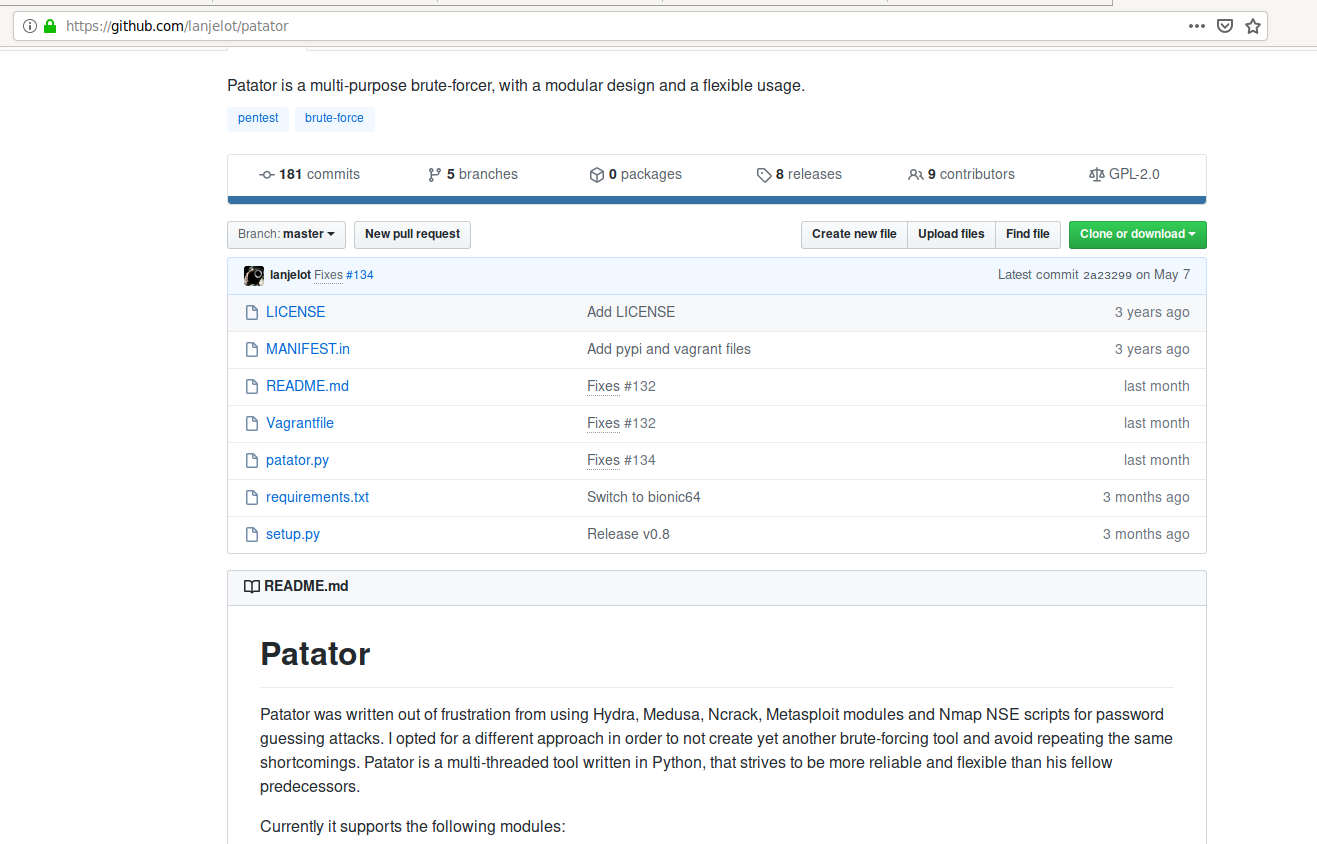 https://github.com/lanjelot/patator
Patator is a multi-purpose brute-forcer, with a modular design and a flexible usage.
pentest brute-force
181 commits 5 branches 0 packages 8 releases 9 contributors GPL-2.0
Branch: master New pull request Create new file Upload files Find file Clone or download
lanjelot Fixes #134 Latest commit 2a23299 on May 7
LICENSE Add LICENSE 3 years ago
MANIFEST.in Add pypi and vagrant files 3 years ago
README.md Fixes #132 last month
Vagrantfile Fixes #132 last month
patator.py Fixes #134 last month
requirements.txt Switch to bionic64 3 months ago
setup.py Release v0.8 3 months ago
README.md
Patator
Patator was written out of frustration from using Hydra, Medusa, Ncrack, Metasploit modules and Nmap NSE scripts for password
guessing attacks. I opted for a different approach in order to not create yet another brute-forcing tool and avoid repeating the same
shortcomings. Patator is a multi-threaded tool written in Python, that strives to be more reliable and flexible than his fellow
predecessors.
Currently it supports the following modules: